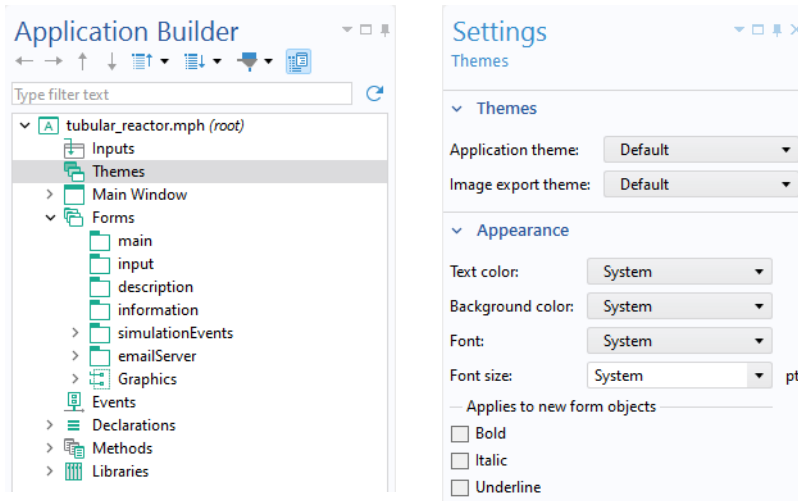 Application Builder
Type filter text
tubular_reactor.mph (root)
Inputs
Themes
Main Window
Forms
main
input
description
information
simulationEvents
emailServer
Graphics
Events
Declarations
Methods
Libraries
Settings
Themes
Themes
Application theme: Default
Image export theme: Default
Appearance
Text color: System
Background color: System
Font: System
Font size: System pt
Applies to new form objects
Bold
Italic
Underline